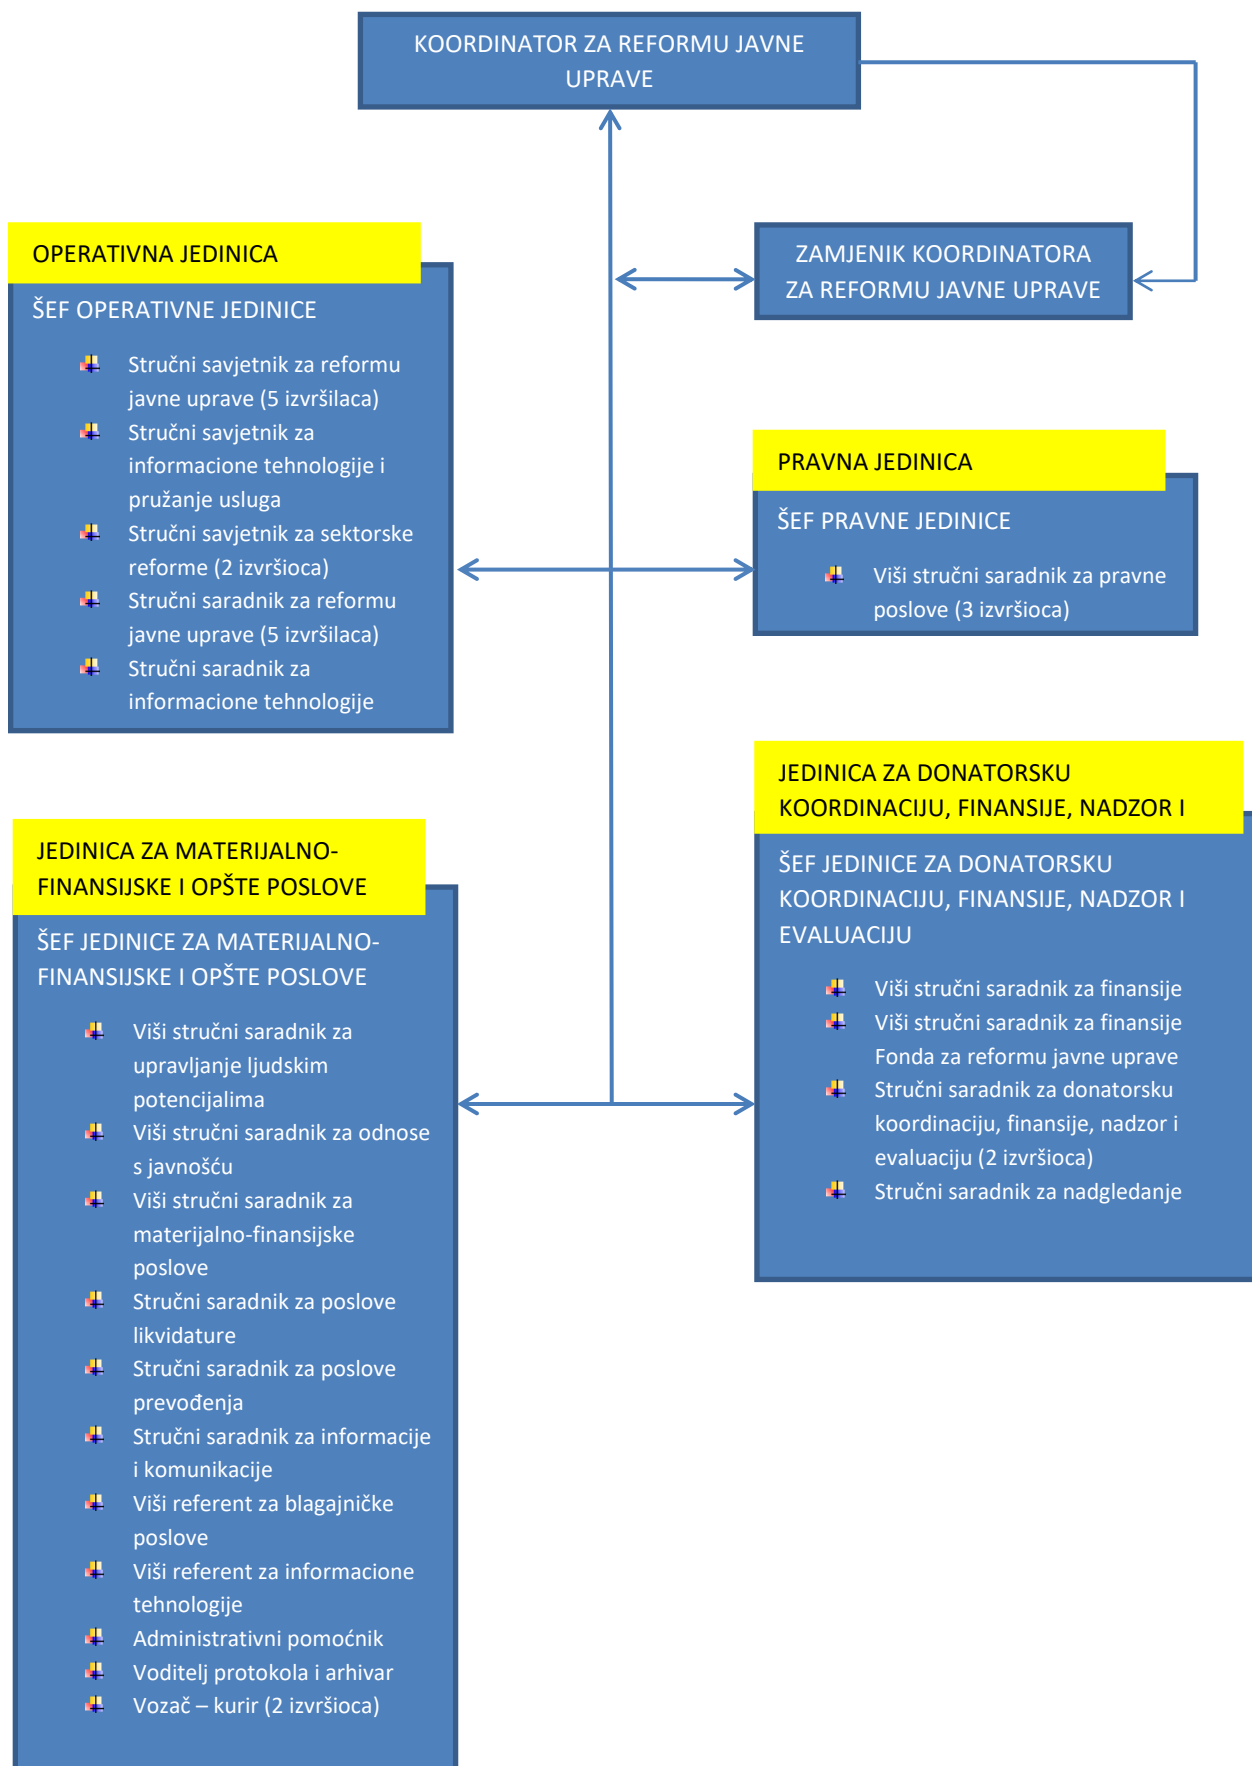 KOORDINATOR ZA REFORMU JAVNE
UPRAVE
ZAMJENIK KOORDINATORA
ZA REFORMU JAVNE UPRAVE
OPERATIVNA JEDINICA
ŠEF OPERATIVNE JEDINICE
Stručni savjetnik za reformu
javne uprave (5 izvršilaca)
Stručni savjetnik za
informacione tehnologije i
pružanje usluga
Stručni savjetnik za sektorske
reforme (2 izvršioca)
Stručni saradnik za reformu
javne uprave (5 izvršilaca)
Stručni saradnik za
informacione tehnologije
PRAVNA JEDINICA
ŠEF PRAVNE JEDINICE
Viši stručni saradnik za pravne
poslove (3 izvršioca)
JEDINICA ZA MATERIJALNO-
FINANSIJSKE I OPŠTE POSLOVE
ŠEF JEDINICE ZA MATERIJALNO-
FINANSIJSKE I OPŠTE POSLOVE
Viši stručni saradnik za
upravljanje ljudskim
potencijalima
Viši stručni saradnik za odnose
s javnošću
Viši stručni saradnik za
materijalno-finansijske
poslove
Stručni saradnik za poslove
likvidature
Stručni saradnik za poslove
prevođenja
Stručni saradnik za informacije
i komunikacije
Viši referent za blagajničke
poslove
Viši referent za informacione
tehnologije
Administrativni pomoćnik
Voditelj protokola i arhivar
Vozač – kurir (2 izvršioca)
JEDINICA ZA DONATORSKU
KOORDINACIJU, FINANSIJE, NADZOR I
ŠEF JEDINICE ZA DONATORSKU
KOORDINACIJU, FINANSIJE, NADZOR I
EVALUACIJU
Viši stručni saradnik za finansije
Viši stručni saradnik za finansije
Fonda za reformu javne uprave
Stručni saradnik za donatorsku
koordinaciju, finansije, nadzor i
evaluaciju (2 izvršioca)
Stručni saradnik za nadgledanje